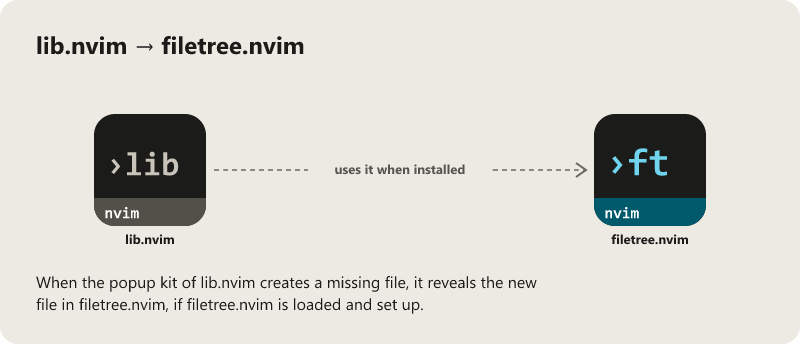 lib.nvim → filetree.nvim
›lib
nvim
lib.nvim
uses it when installed
›ft
nvim
filetree.nvim
When the popup kit of lib.nvim creates a missing file, it reveals the new
file in filetree.nvim, if filetree.nvim is loaded and set up.